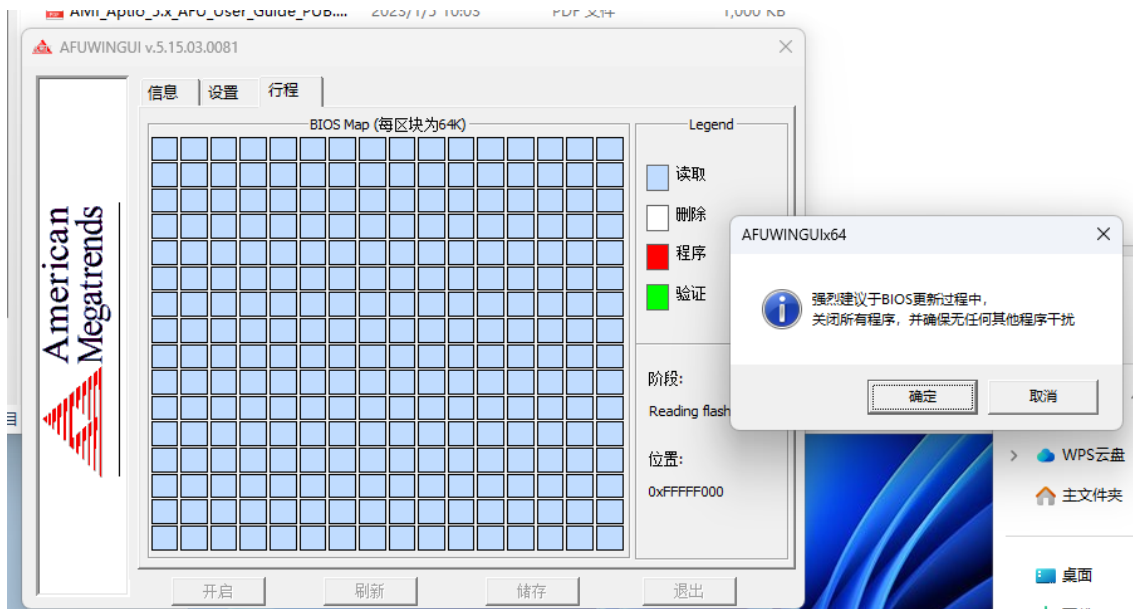 AMI_Aptio_5.x_AFU_User_Guide_PUB.... 2023/1/5 10:03 PDF 文件 1,000 KB
AFUWINGUI v.5.15.03.0081
信息 设置 行程
BIOS Map (每区块为64K)
Legend
读取
删除
程序
验证
阶段:
Reading flash
位置:
0xFFFFF000
American
Megatrends
开启 刷新 储存 退出
AFUWINGUIx64
强烈建议于BIOS更新过程中,
关闭所有程序，并确保无任何其他程序干扰
确定 取消
WPS云盘
主文件夹
桌面